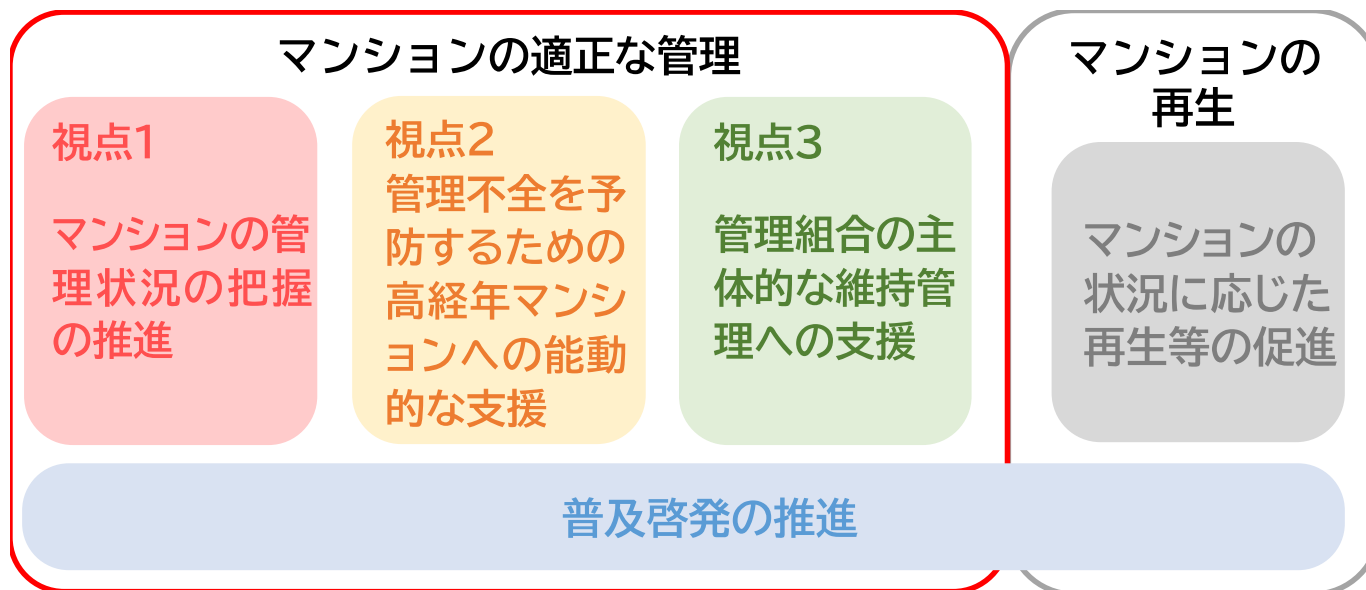 マンションの適正な管理
視点1
マンションの管
理状況の把握
の推進
視点2
管理不全を予
防するための
高経年マンシ
ョンへの能動
的な支援
視点3
管理組合の主
体的な維持管
理への支援
マンションの
再生
マンションの
状況に応じた
再生等の促進
普及啓発の推進